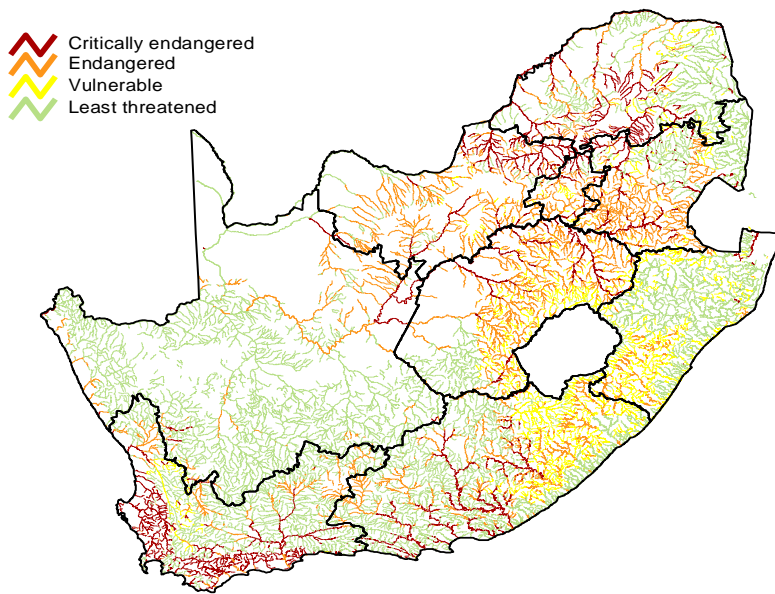 Critically endangered
Endangered
Vulnerable
Least threatened